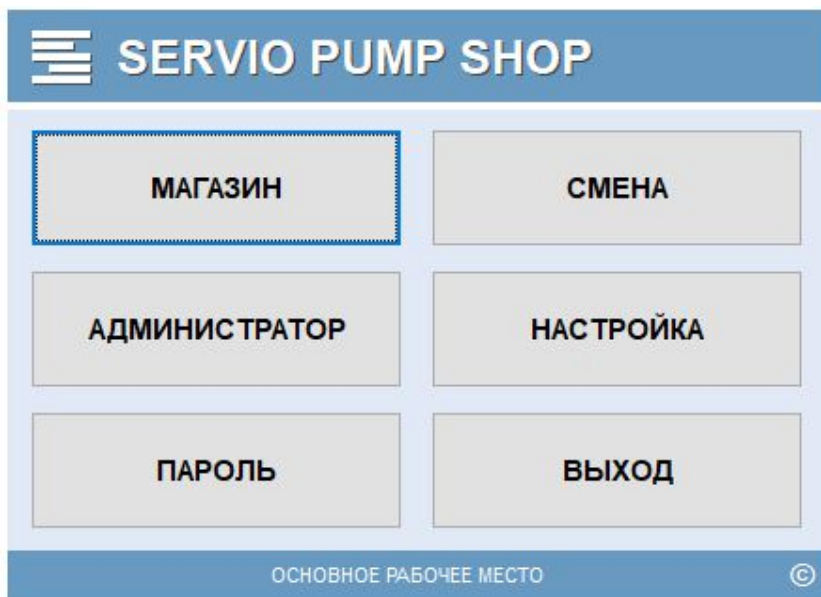 SERVIO PUMP SHOP
МАГАЗИН
СМЕНА
АДМИНИСТРАТОР
НАСТРОЙКА
ПАРОЛЬ
ВЫХОД
ОСНОВНОЕ РАБОЧЕЕ МЕСТО ©